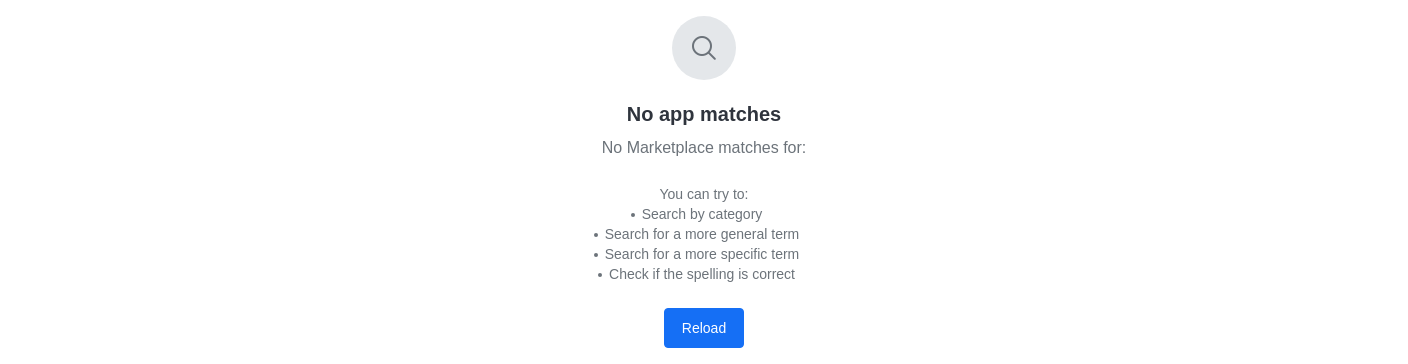 No app matches
No Marketplace matches for:
You can try to:
• Search by category
• Search for a more general term
• Search for a more specific term
• Check if the spelling is correct
Reload